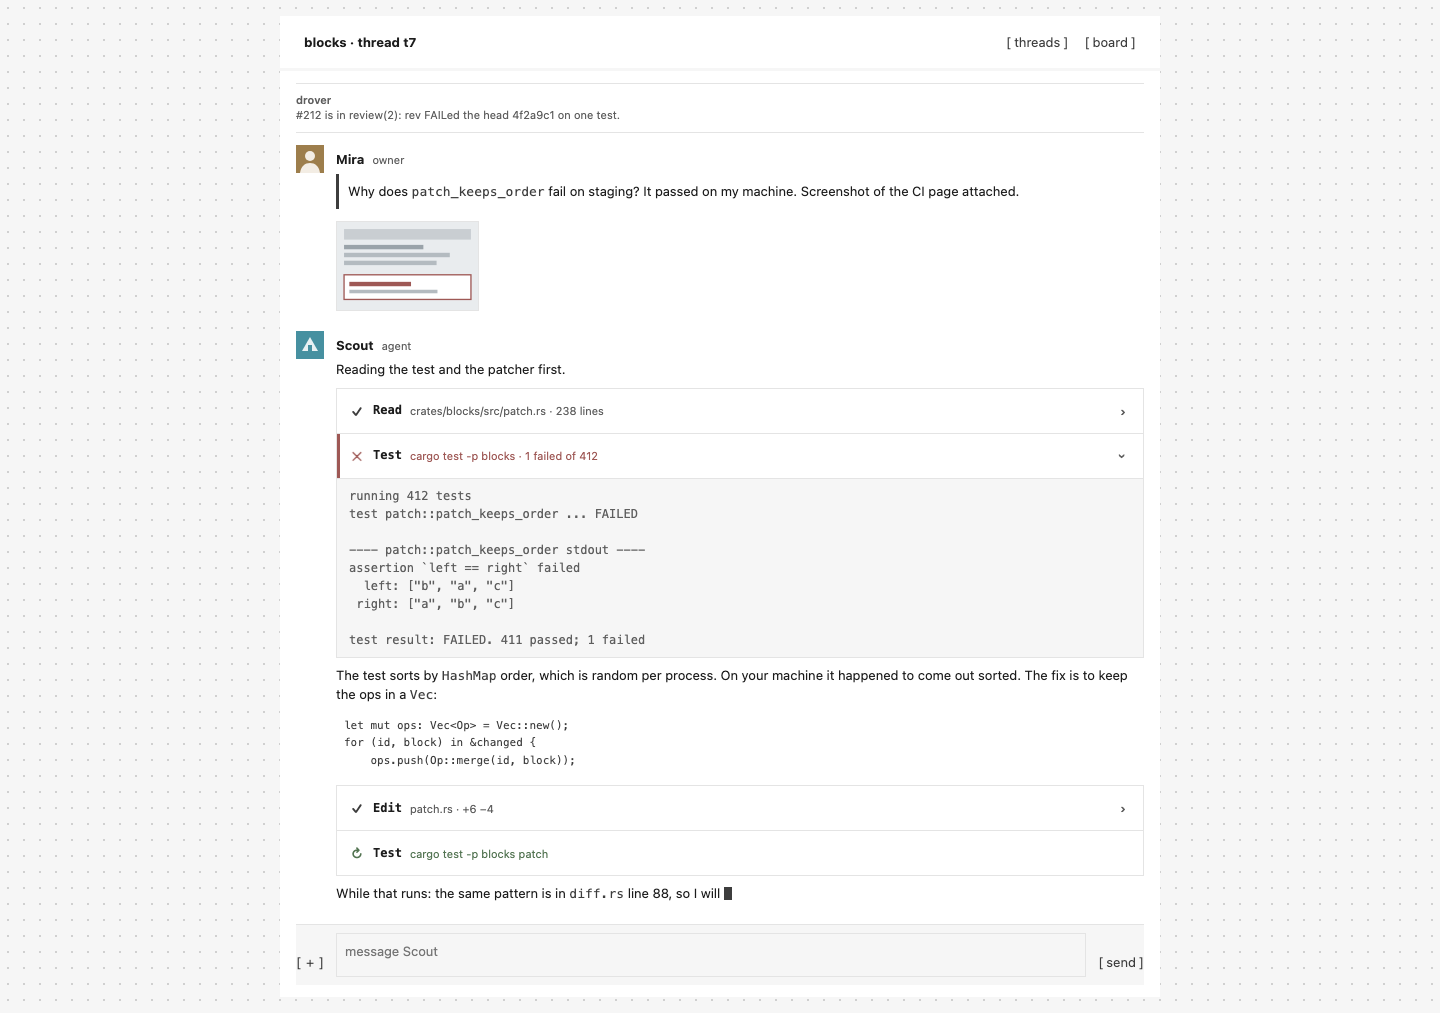 blocks · thread t7
[ threads ] [ board ]
drover
#212 is in review(2): rev FAILed the head 4f2a9c1 on one test.
Mira owner
Why does patch_keeps_order fail on staging? It passed on my machine. Screenshot of the CI page attached.
Scout agent
Reading the test and the patcher first.
Read crates/blocks/src/patch.rs · 238 lines
Test cargo test -p blocks · 1 failed of 412
running 412 tests
test patch::patch_keeps_order ... FAILED
---- patch::patch_keeps_order stdout ----
assertion `left == right` failed
  left: ["b", "a", "c"]
 right: ["a", "b", "c"]
test result: FAILED. 411 passed; 1 failed
The test sorts by HashMap order, which is random per process. On your machine it happened to come out sorted. The fix is to keep
the ops in a Vec:
let mut ops: Vec<Op> = Vec::new();
for (id, block) in &changed {
    ops.push(Op::merge(id, block));
Edit patch.rs · +6 −4
Test cargo test -p blocks patch
While that runs: the same pattern is in diff.rs line 88, so I will
[ + ] message Scout [ send ]